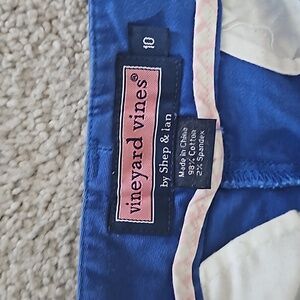 10
vineyard vines®
by Shep & Ian
Made in China
98% Cotton
2% Spandex